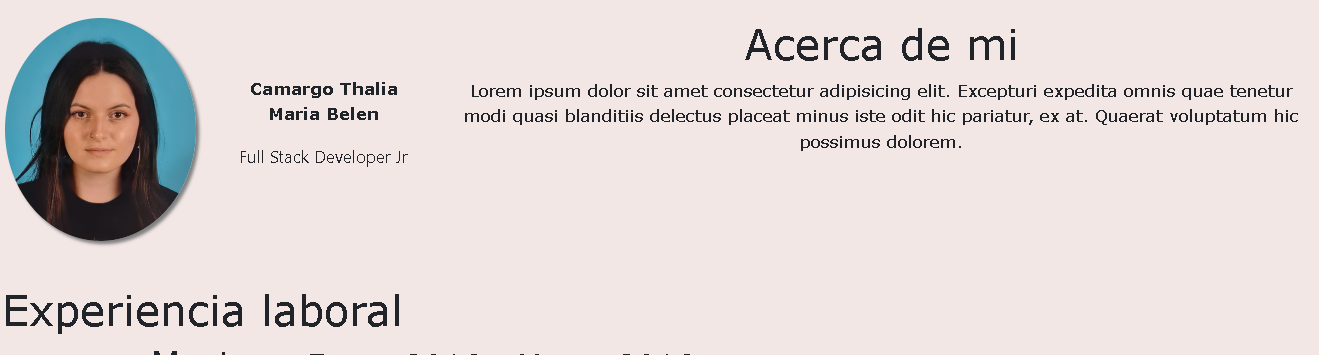 Acerca de mi
Camargo Thalia
Maria Belen
Full Stack Developer Jr
Lorem ipsum dolor sit amet consectetur adipisicing elit. Excepturi expedita omnis quae tenetur
modi quasi blanditiis delectus placeat minus iste odit hic pariatur, ex at. Quaerat voluptatum hic
possimus dolorem.
Experiencia laboral